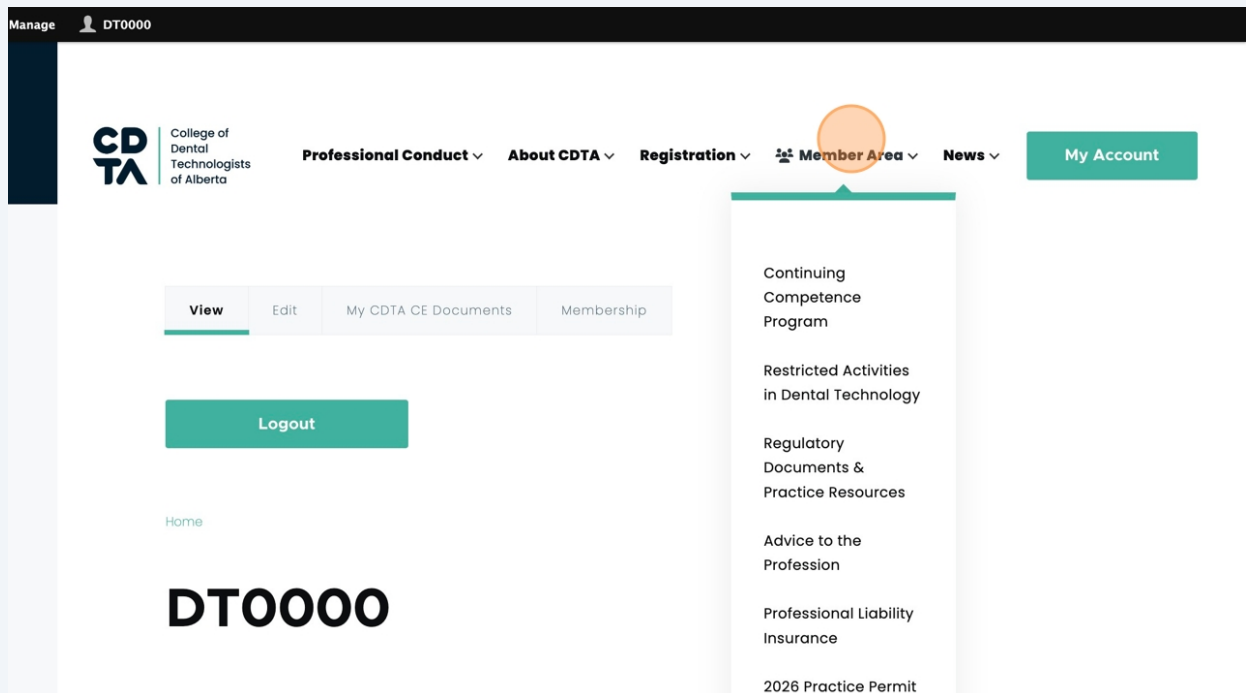 Manage DT0000
CD
TA
College of
Dental
Technologists
of Alberta
Professional Conduct About CDTA Registration Member Area News My Account
View Edit My CDTA CE Documents Membership
Logout
Home
DT0000
Continuing
Competence
Program
Restricted Activities
in Dental Technology
Regulatory
Documents &
Practice Resources
Advice to the
Profession
Professional Liability
Insurance
2026 Practice Permit